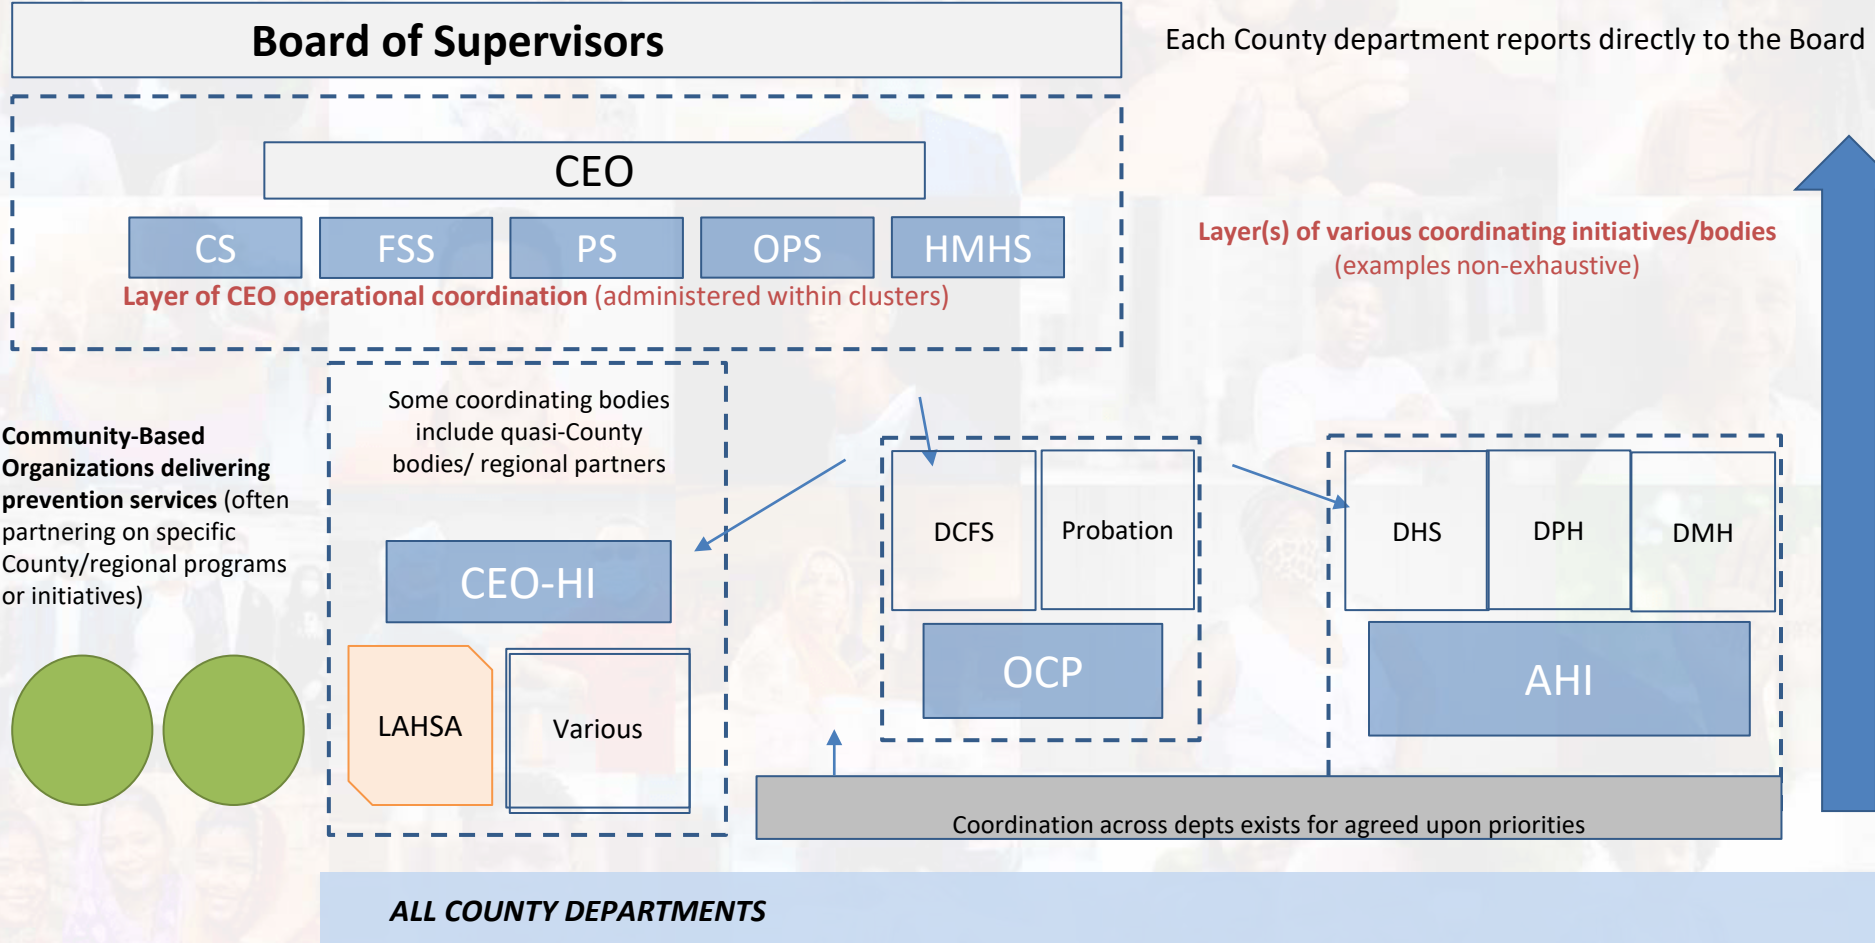 Board of Supervisors
Each County department reports directly to the Board
CEO
CS
FSS
PS
OPS
HMHS
Layer of CEO operational coordination (administered within clusters)
Layer(s) of various coordinating initiatives/bodies
(examples non-exhaustive)
Community-Based
Organizations delivering
prevention services (often
partnering on specific
County/regional programs
or initiatives)
Some coordinating bodies
include quasi-County
bodies/ regional partners
CEO-HI
LAHSA
Various
DCFS
Probation
OCP
DHS
DPH
DMH
AHI
Coordination across depts exists for agreed upon priorities
ALL COUNTY DEPARTMENTS